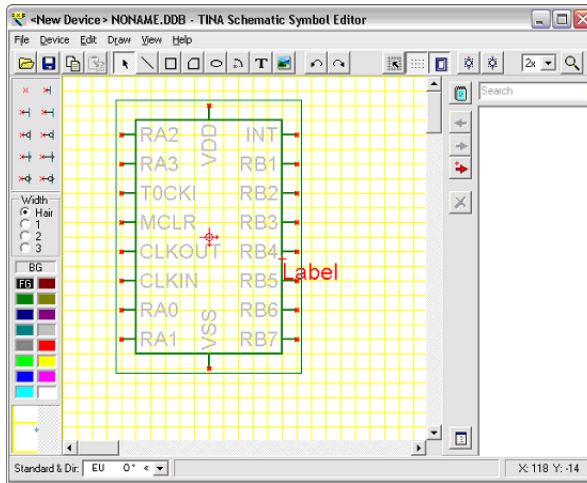 <New Device> NONAME.DDB - TINA Schematic Symbol Editor
File Device Edit Draw View Help
T 2x
Search
Width
Hair
1
2
3
BG
FG
RA2 VDD INT
RA3 RB1
T0CKI RB2
MCLR RB3
CLKOUT RB4
Label
CLKIN RB5
RA0 VSS RB6
RA1 RB7
Standard & Dir. EU 0° < X: 118 Y: -14